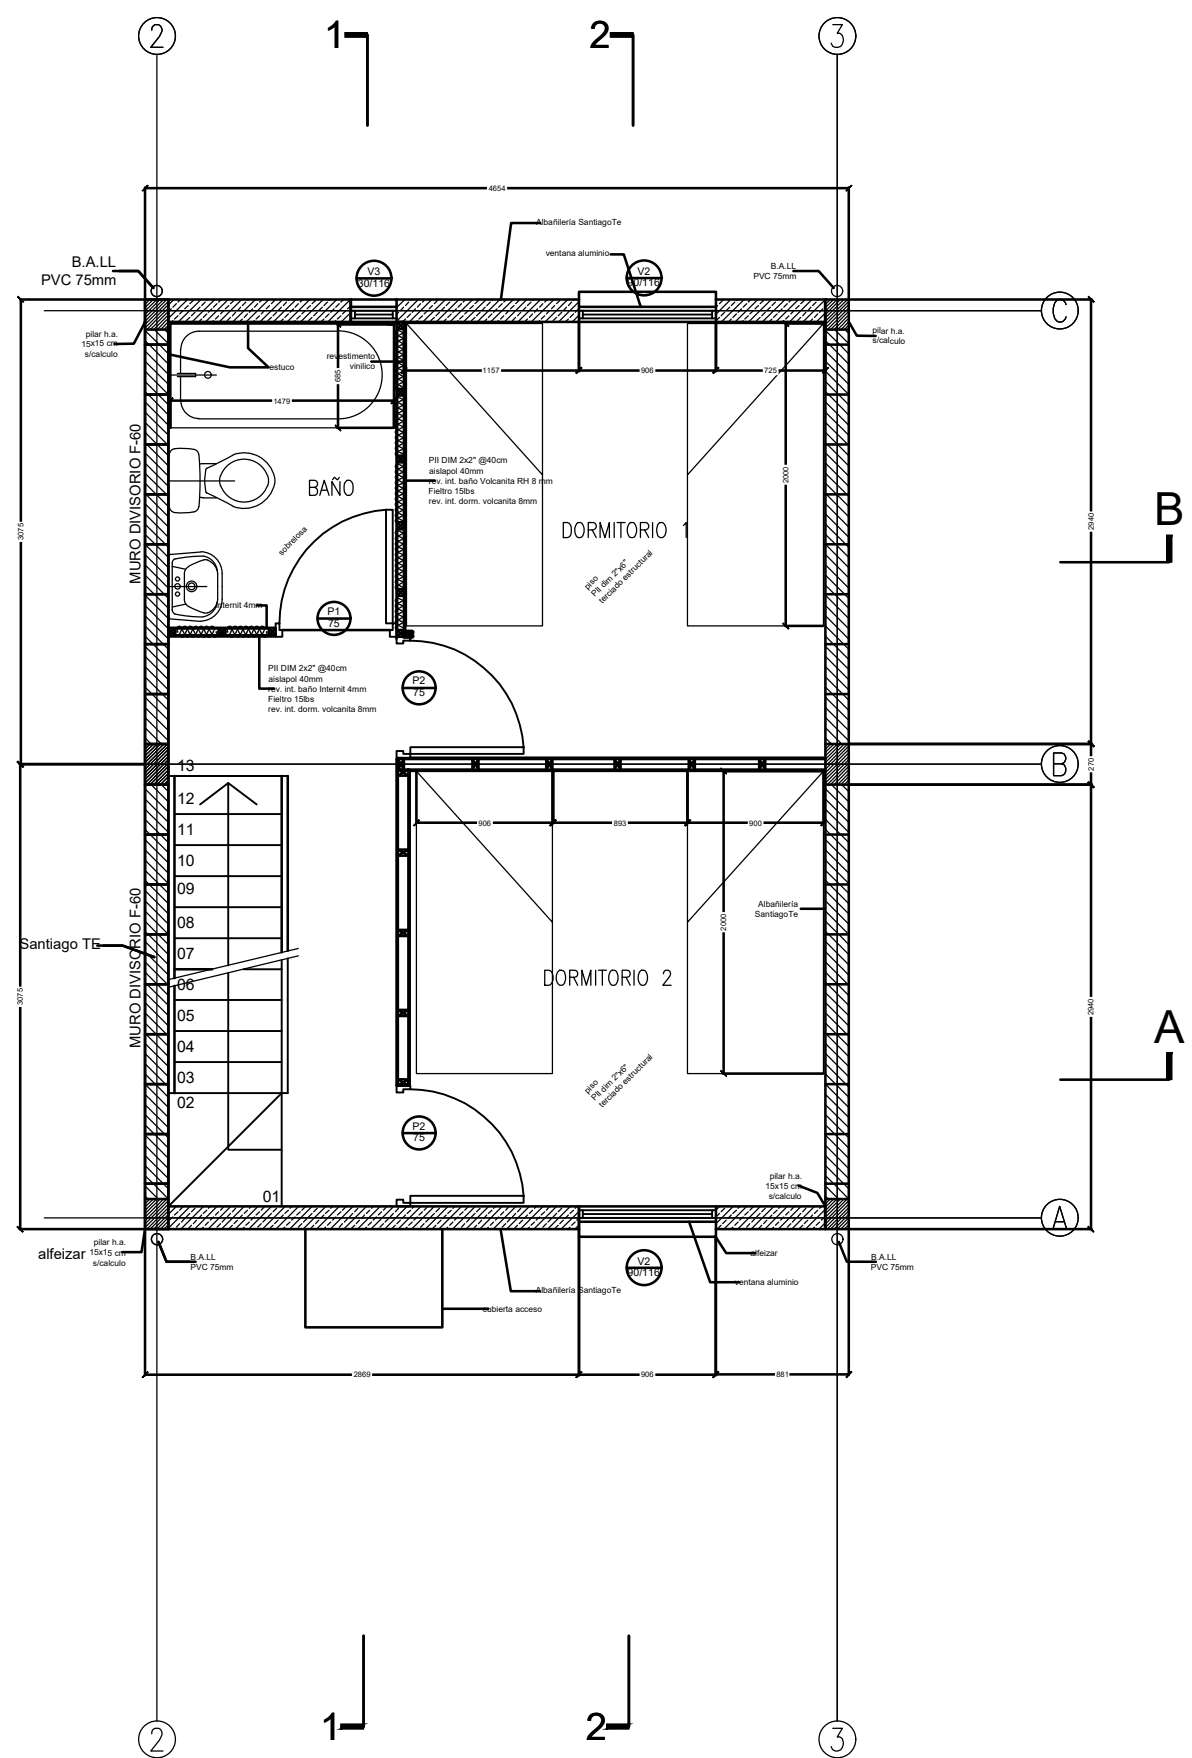 2
1
2
3
4654
Albañilería SantiagoTe
ventana aluminio
B.A.LL
PVC 75mm
V3
30/116
V2
90/116
B.A.LL
PVC 75mm
C
pilar h.a.
15x15 cm
s/calculo
pilar h.a.
s/calculo
estuco
revestimento
vinilico
685
1479
1157
906
725
MURO DIVISORIO F-60
BAÑO
PII DIM 2x2" @40cm
aislapol 40mm
rev. int. baño Volcanita RH 8 mm
Fieltro 15lbs
rev. int. dorm. volcanita 8mm
2000
3075
2940
B
DORMITORIO 1
sobrelosa
piso
PII dim 2"x6"
terciado estructural
internit 4mm
P1
75
PII DIM 2x2" @40cm
aislapol 40mm
rev. int. baño Internit 4mm
Fieltro 15lbs
rev. int. dorm. volcanita 8mm
P2
75
13
B
270
12
11
10
09
08
07
06
05
04
03
02
01
906
893
900
MURO DIVISORIO F-60
Santiago TE
Albañilería
SantiagoTe
2000
DORMITORIO 2
3075
2940
A
piso
PII dim 2"x6"
terciado estructural
P2
75
pilar h.a.
15x15 cm
s/calculo
A
alfeizar
pilar h.a.
15x15 cm
s/calculo
B.A.LL
PVC 75mm
V2
90/116
alfeizar
ventana aluminio
B.A.LL
PVC 75mm
Albañilería SantiagoTe
cubierta acceso
2869
906
881
2
1
2
3